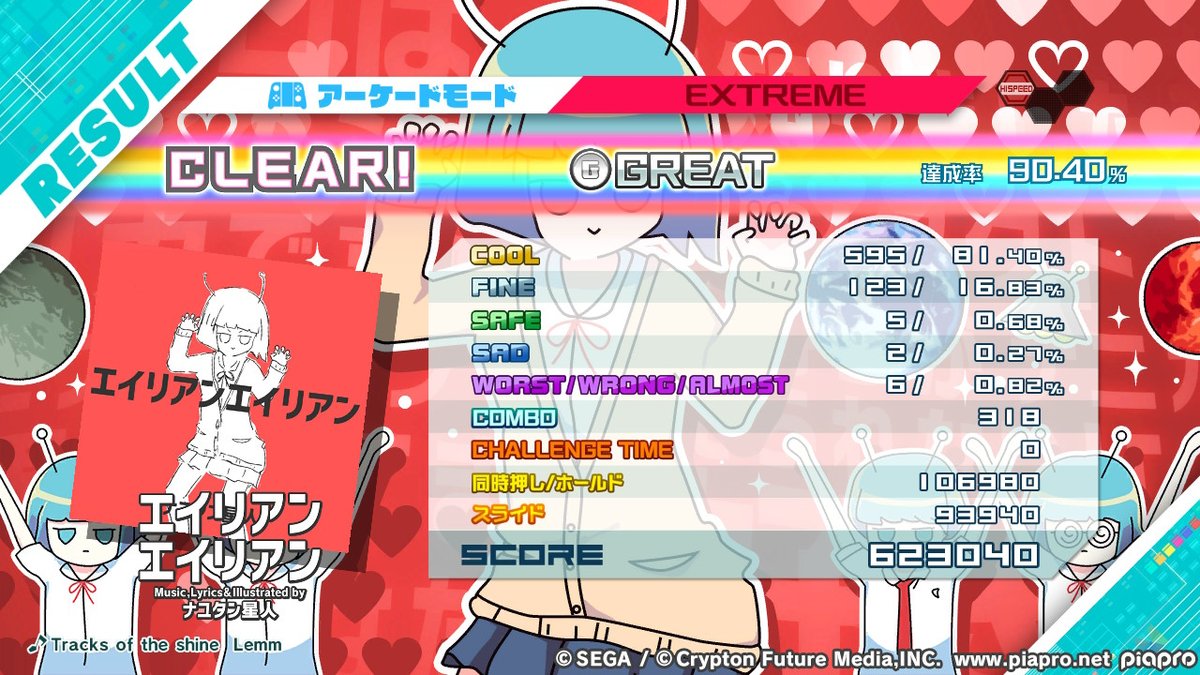 RESULT
アーケードモード
EXTREME
HISPEED
CLEAR!
G GREAT
達成率 90.40%
COOL 595/ 81.40%
FINE 123/ 16.83%
SAFE 5/ 0.68%
SAD 2/ 0.27%
WORST/WRONG/ALMOST 6/ 0.82%
COMBO 318
CHALLENGE TIME 0
同時押し/ホールド 106980
スライド 93940
SCORE 623040
エイリアンエイリアン
エイリアン
エイリアン
Music,Lyrics&Illustrated by
ナユタン星人
Tracks of the shine Lemm
© SEGA / © Crypton Future Media,INC. www.piapro.net piapro